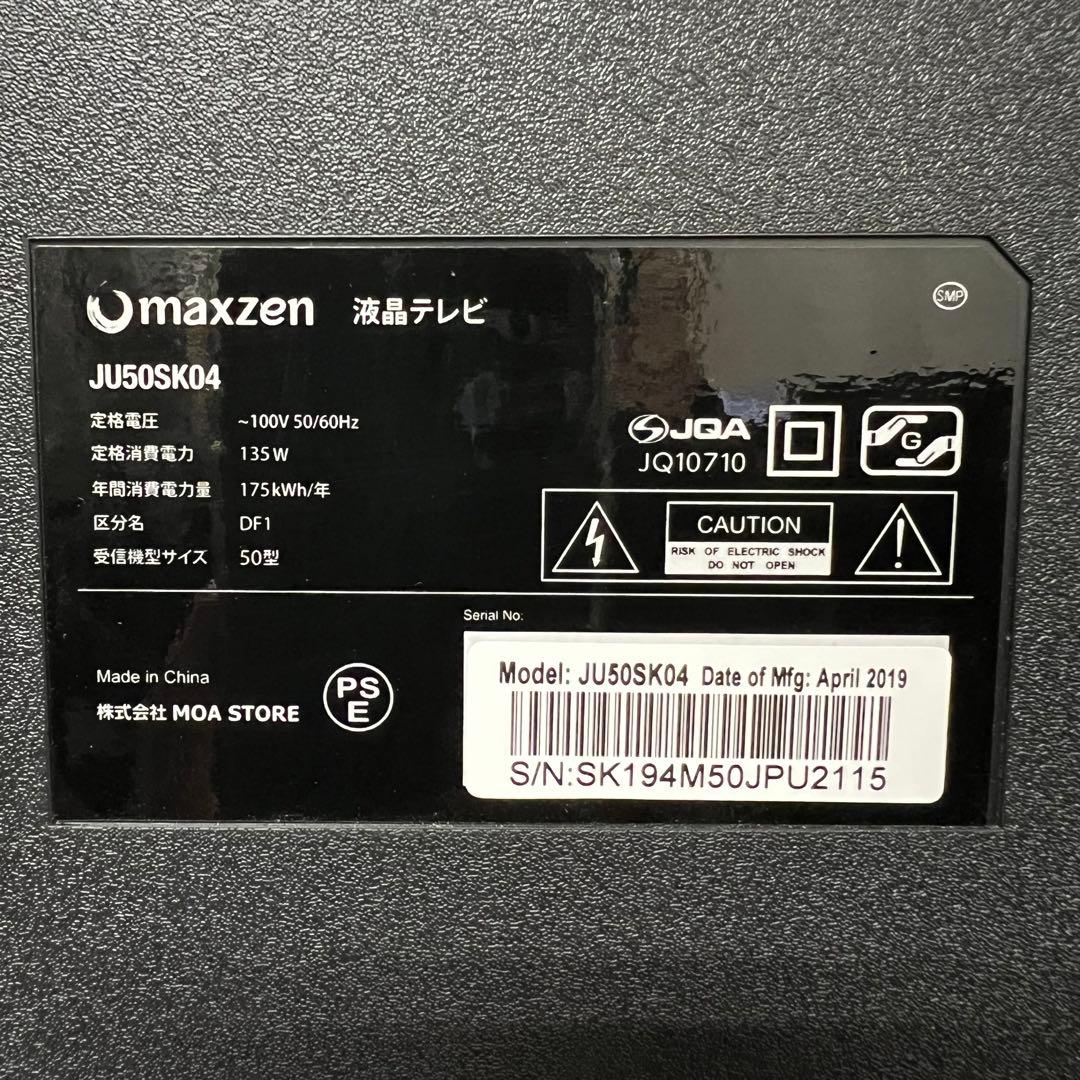 maxzen 液晶テレビ
SMP
JU50SK04
定格電圧 ~100V 50/60Hz
定格消費電力 135W
年間消費電力量 175kWh/年
区分名 DF1
受信機型サイズ 50型
JQA
JQ10710
G
CAUTION
RISK OF ELECTRIC SHOCK
DO NOT OPEN
Serial No:
Made in China
株式会社 MOA STORE
PS
E
Model: JU50SK04 Date of Mfg: April 2019
S/N:SK194M50JPU2115